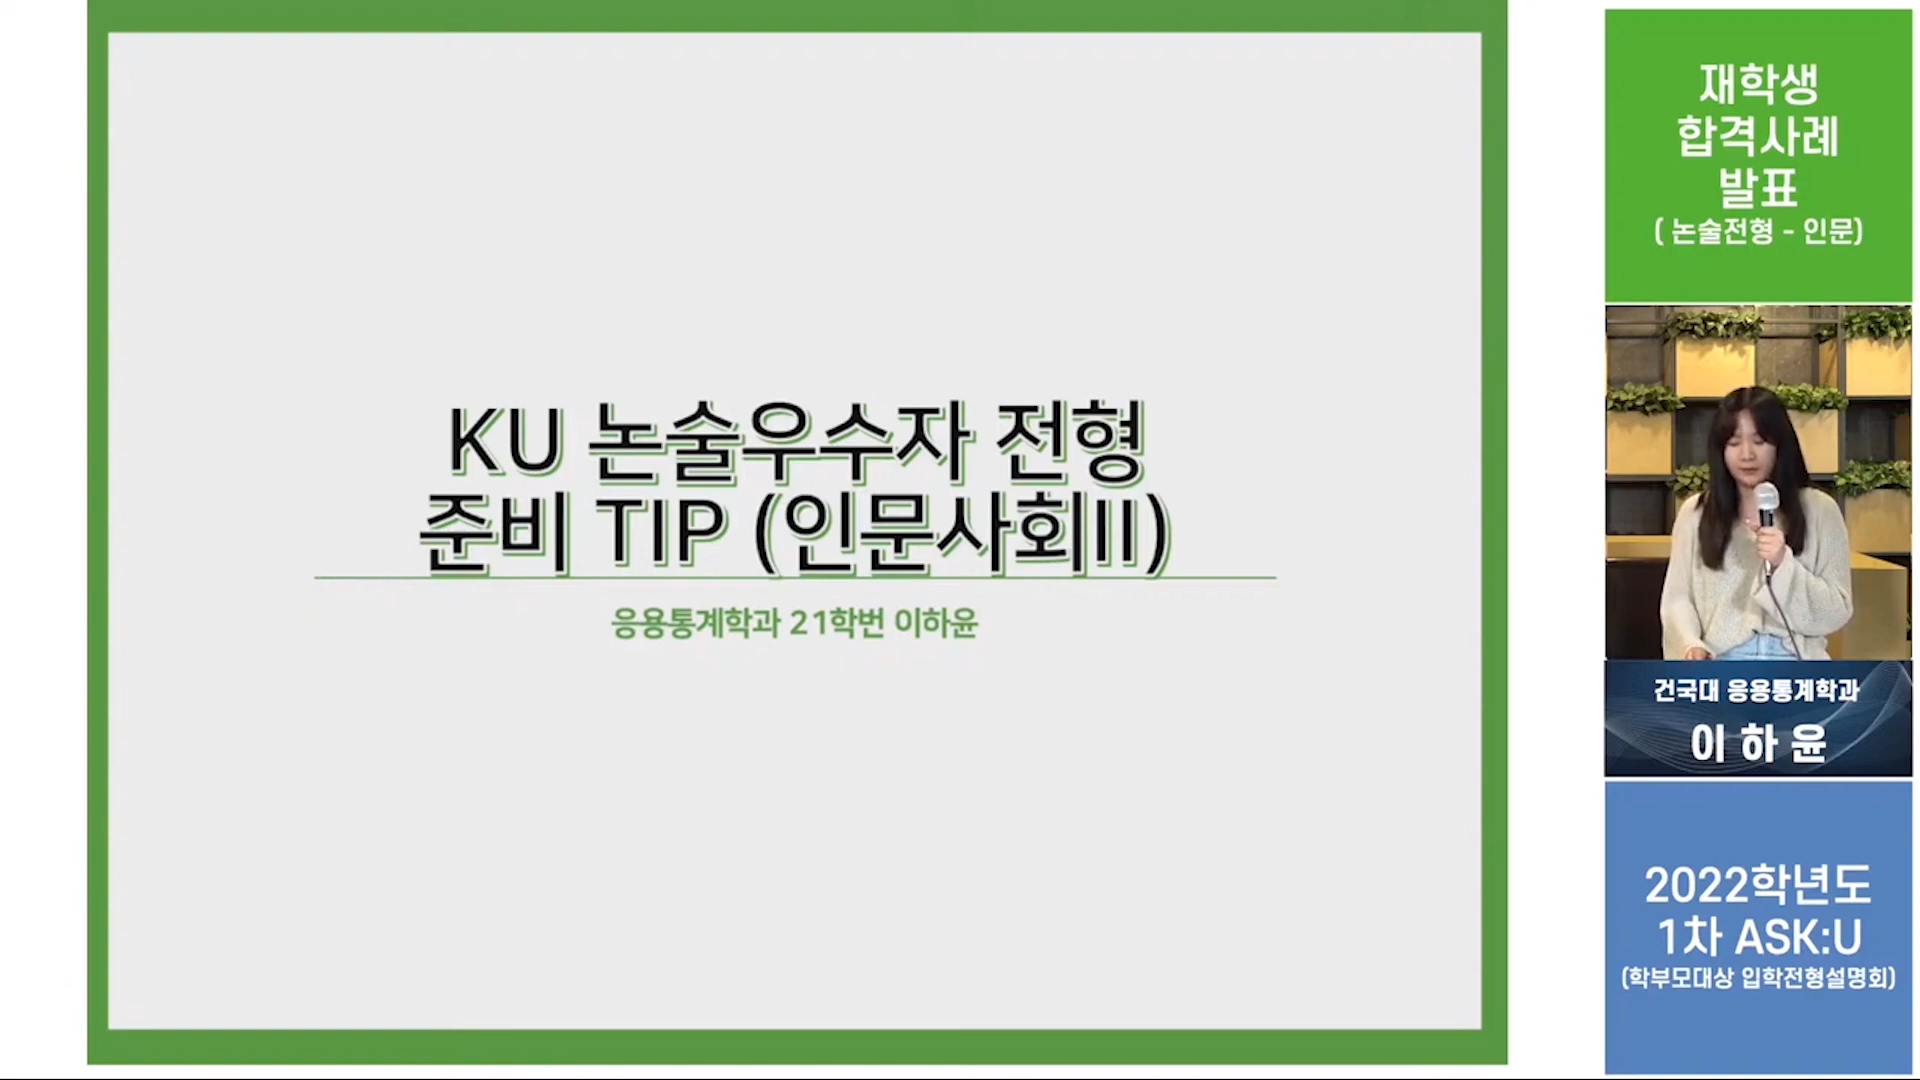 KU 논술우수자 전형
준비 TIP (인문사회II)
응용통계학과 21학번 이하윤
재학생
합격사례
발표
( 논술전형 - 인문)
건국대 응용통계학과
이 하 윤
2022학년도
1차 ASK:U
(학부모대상 입학전형설명회)